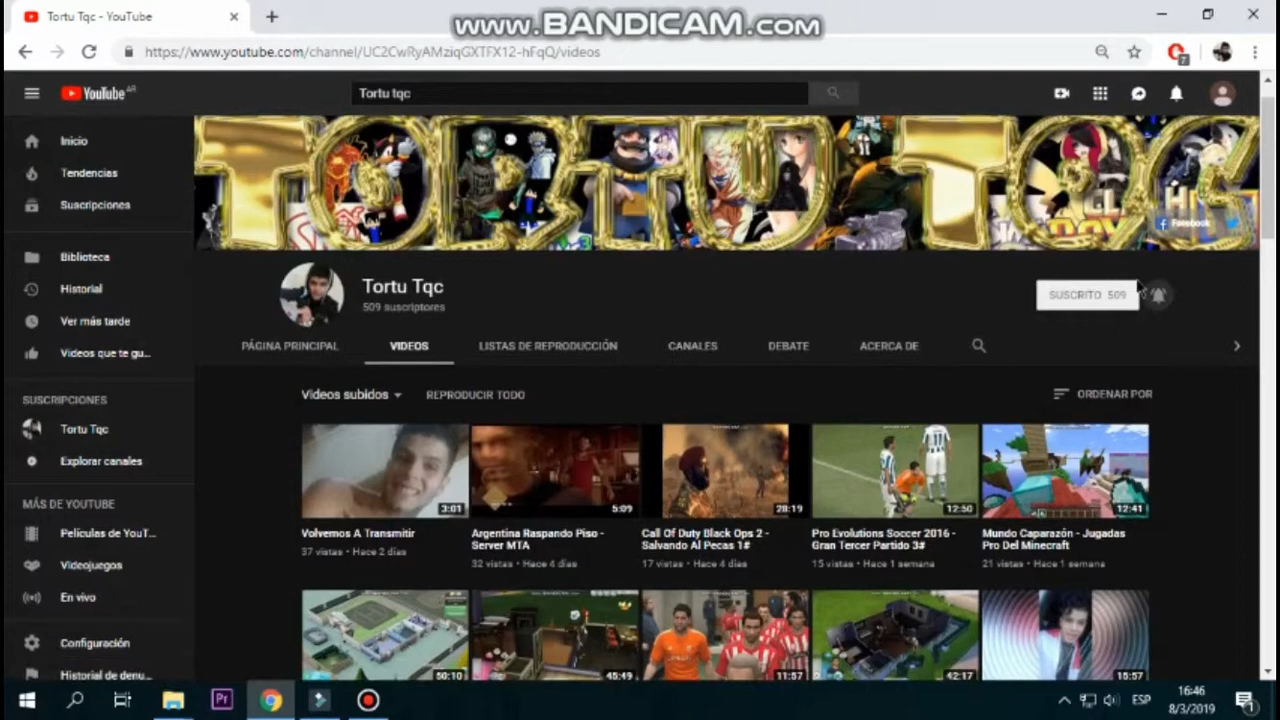 Tortu Tqc - YouTube
www.BANDICAM.com
https://www.youtube.com/channel/UC2CwRyAMziqGXTFX12-hFqQ/videos
YouTube AR
Tortu tqc
Inicio
Tendencias
Suscripciones
Biblioteca
Historial
Ver más tarde
Videos que te gu...
SUSCRIPCIONES
Tortu Tqc
Explorar canales
MÁS DE YOUTUBE
Películas de YouT...
Videojuegos
En vivo
Configuración
Historial de denu...
TORTU TQC
Facebook
Tortu Tqc
509 suscriptores
SUSCRITO 509
PÁGINA PRINCIPAL
VIDEOS
LISTAS DE REPRODUCCIÓN
CANALES
DEBATE
ACERCA DE
Videos subidos
REPRODUCIR TODO
ORDENAR POR
3:01
5:09
28:19
12:50
12:41
Volvemos A Transmitir
37 vistas • Hace 2 días
Argentina Raspando Piso -
Server MTA
32 vistas • Hace 4 días
Call Of Duty Black Ops 2 -
Salvando Al Pecas 1#
17 vistas • Hace 4 días
Pro Evolutions Soccer 2016 -
Gran Tercer Partido 3#
15 vistas • Hace 1 semana
Mundo Caparazón - Jugadas
Pro Del Minecraft
21 vistas • Hace 1 semana
50:10
45:49
11:57
42:17
15:57
Pr
ESP
16:46
8/3/2019
1